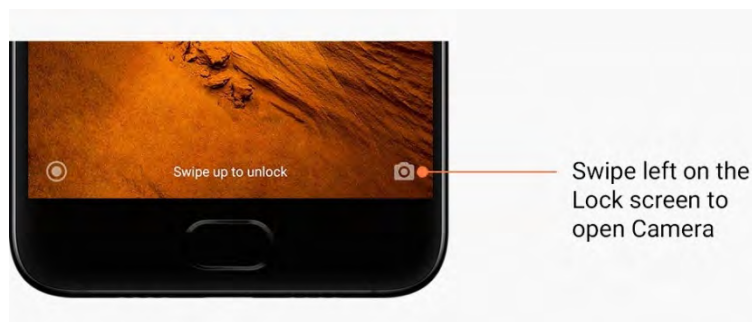 Swipe up to unlock
Swipe left on the
Lock screen to
open Camera